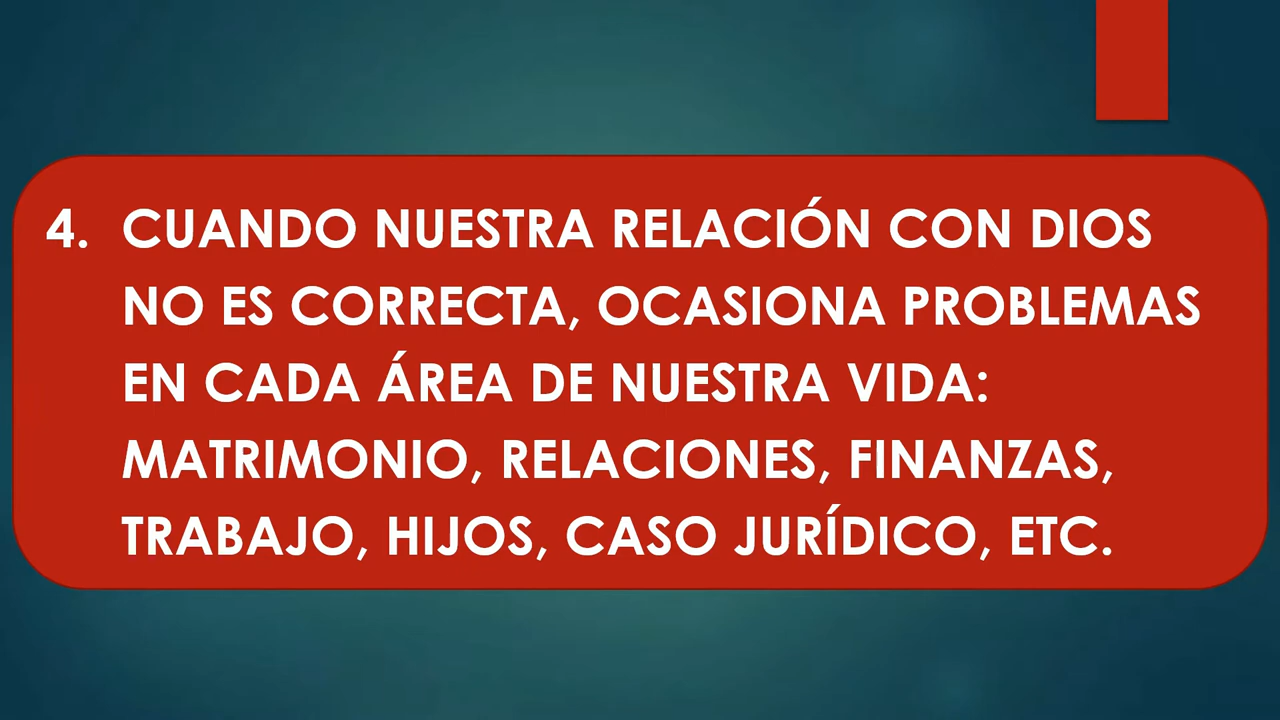 4. CUANDO NUESTRA RELACIÓN CON DIOS
NO ES CORRECTA, OCASIONA PROBLEMAS
EN CADA ÁREA DE NUESTRA VIDA:
MATRIMONIO, RELACIONES, FINANZAS,
TRABAJO, HIJOS, CASO JURÍDICO, ETC.